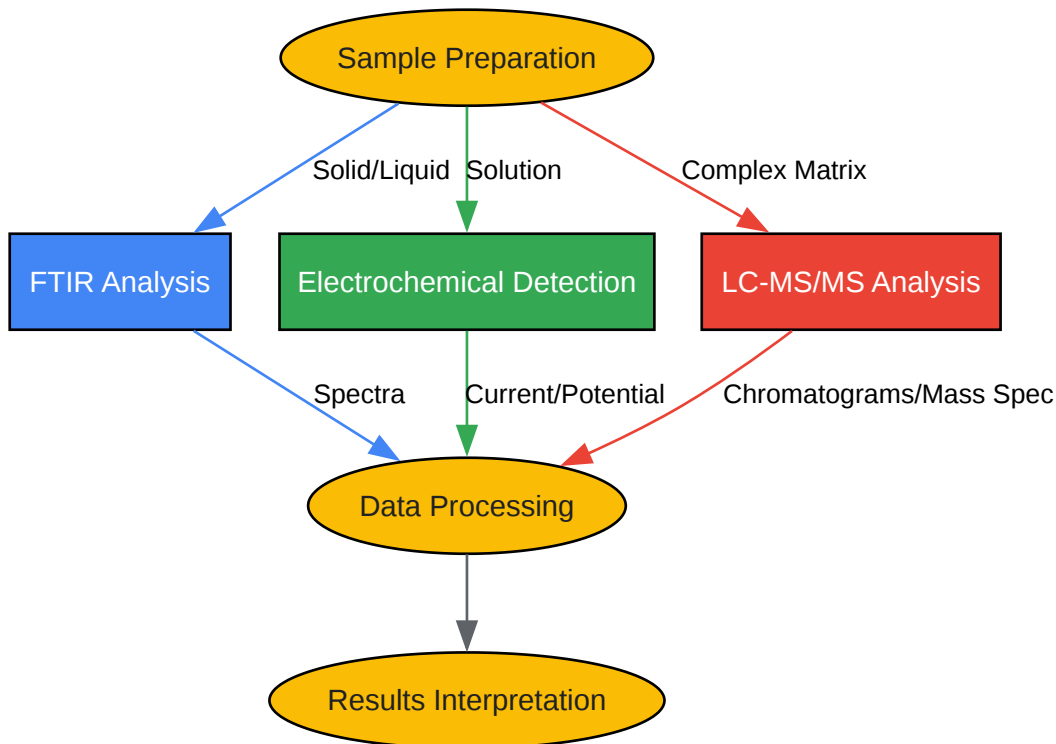 Sample Preparation
Solid/Liquid
Solution
Complex Matrix
FTIR Analysis
Electrochemical Detection
LC-MS/MS Analysis
Spectra
Current/Potential
Chromatograms/Mass Spec
Data Processing
Results Interpretation